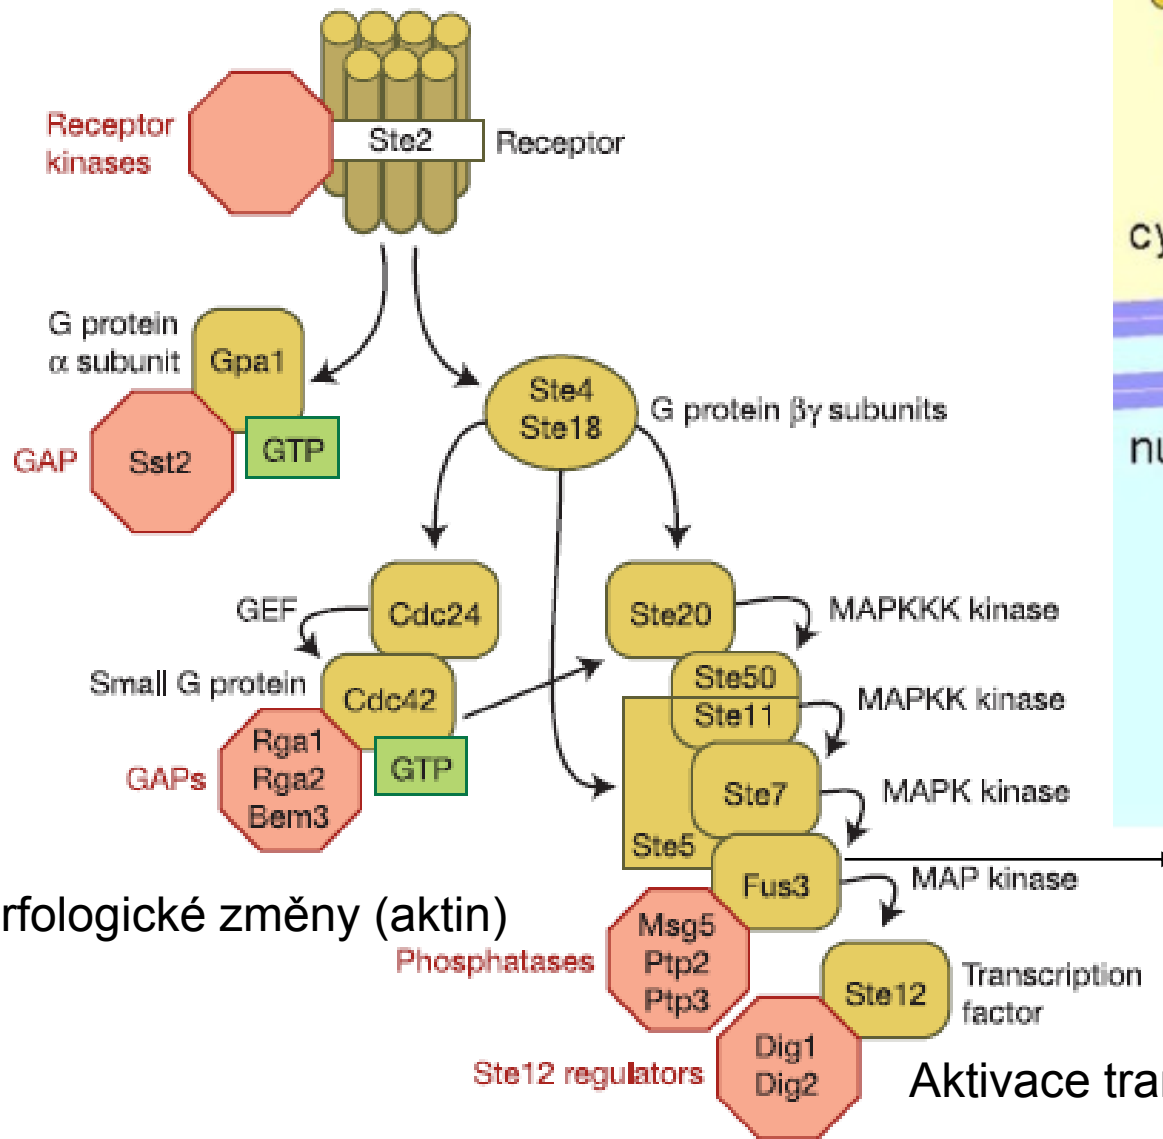 Receptor
kinases
Ste2
Receptor
G protein
α subunit
Gpa1
GAP
Sst2
GTP
Ste4
Ste18
G protein βγ subunits
GEF
Cdc24
Small G protein
Cdc42
GTP
GAPs
Rga1
Rga2
Bem3
Ste20
MAPKKK kinase
Ste50
Ste11
MAPKK kinase
Ste7
MAPK kinase
Ste5
Fus3
MAP kinase
rfologické změny (aktin)
Phosphatases
Msg5
Ptp2
Ptp3
Ste12
Transcription
factor
Ste12 regulators
Dig1
Dig2
Aktivace tra
cy
nu